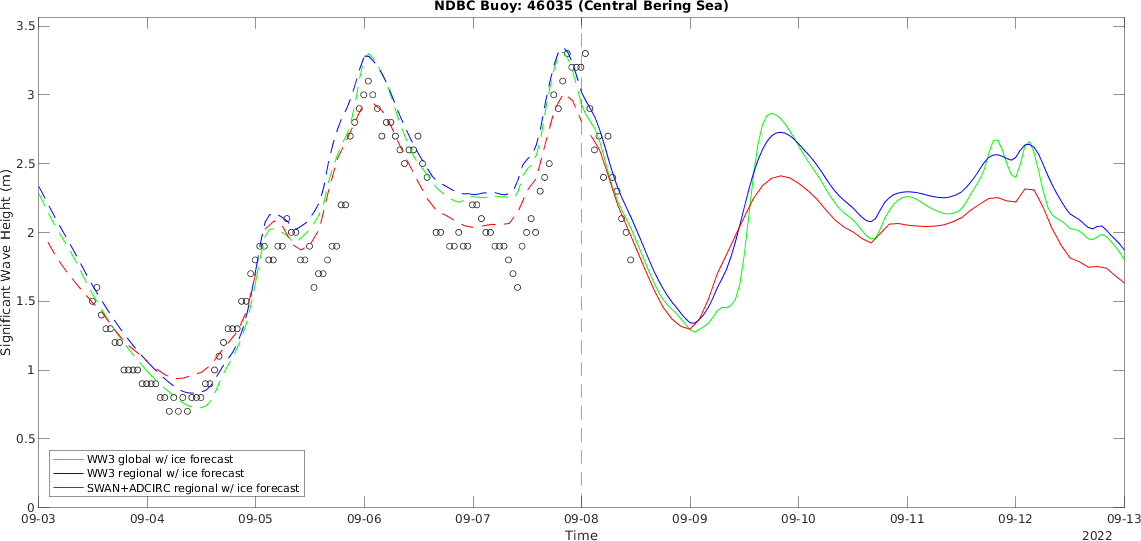 NDBC Buoy: 46035 (Central Bering Sea)
3.5
3
2.5
2
1.5
1
0.5
0
Significant Wave Height (m)
WW3 global w/ ice forecast
WW3 regional w/ ice forecast
SWAN+ADCIRC regional w/ ice forecast
09-03 09-04 09-05 09-06 09-07 09-08 09-09 09-10 09-11 09-12 09-13
Time
2022